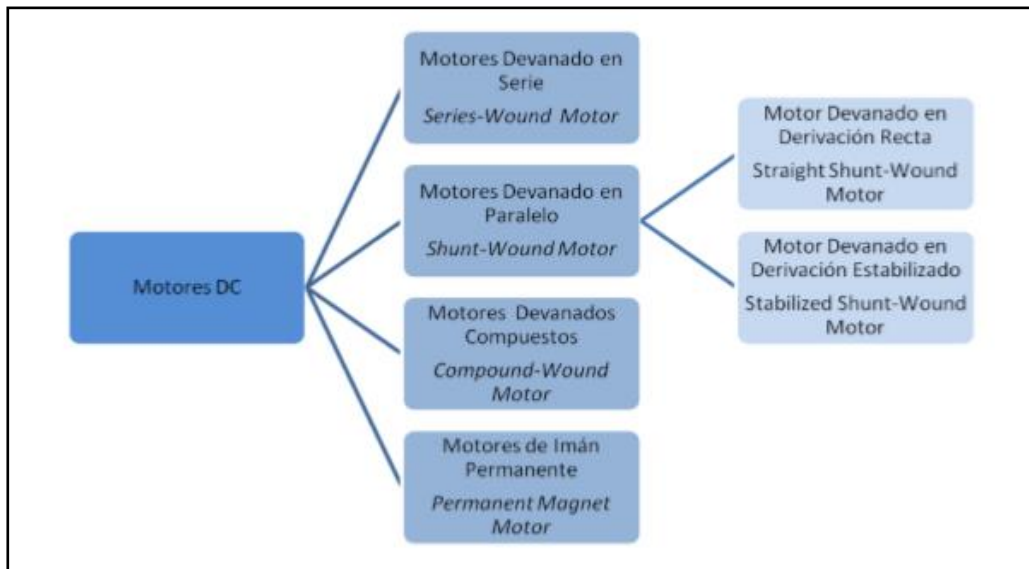 Motores DC
Motores Devanado en
Serie
Series-Wound Motor
Motores Devanado en
Paralelo
Shunt-Wound Motor
Motores Devanados
Compuestos
Compound-Wound
Motor
Motores de Imán
Permanente
Permanent Magnet
Motor
Motor Devanado en
Derivación Recta
Straight Shunt-Wound
Motor
Motor Devanado en
Derivación Estabilizado
Stabilized Shunt-Wound
Motor